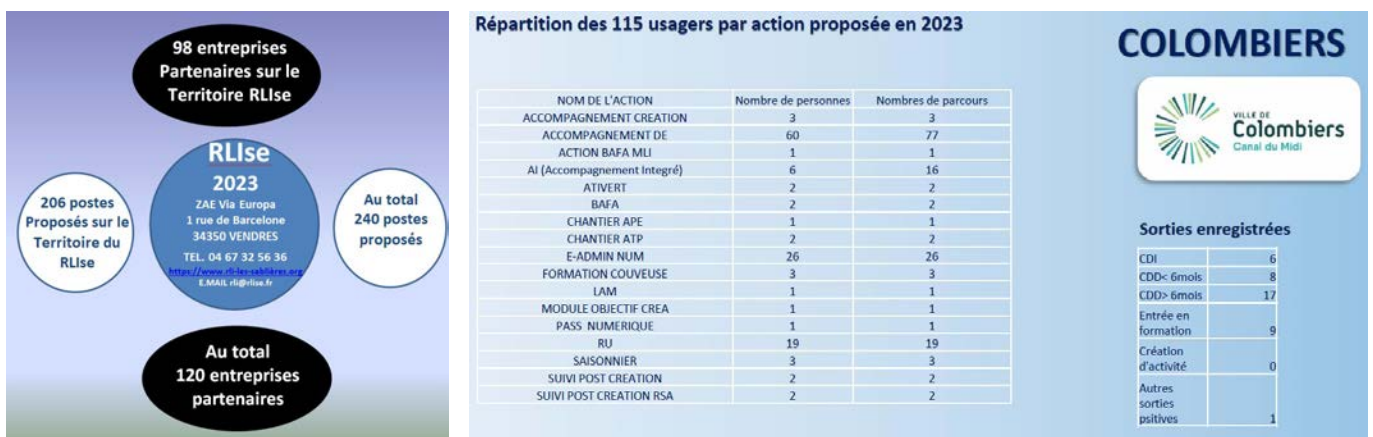 98 entreprises
Partenaires sur le
Territoire RLIse
RLIse
2023
ZAE Via Europa
1 rue de Barcelone
34350 VENDRES
TEL. 04 67 32 56 36
https://www.rli-les-sablières.org
E.MAIL rli@rlise.fr
206 postes
Proposés sur le
Territoire du
RLIse
Au total
240 postes
proposés
Au total
120 entreprises
partenaires
Répartition des 115 usagers par action proposée en 2023
NOM DE L'ACTION Nombre de personnes Nombres de parcours
ACCOMPAGNEMENT CREATION 3 3
ACCOMPAGNEMENT DE 60 77
ACTION BAFA MLI 1 1
AI (Accompagnement Integré) 6 16
ATIVERT 2 2
BAFA 2 2
CHANTIER APE 1 1
CHANTIER ATP 2 2
E-ADMIN NUM 26 26
FORMATION COUVEUSE 3 3
LAM 1 1
MODULE OBJECTIF CREA 1 1
PASS NUMERIQUE 1 1
RU 19 19
SAISONNIER 3 3
SUIVI POST CREATION 2 2
SUIVI POST CREATION RSA 2 2
COLOMBIERS
VILLE DE
Colombiers
Canal du Midi
Sorties enregistrées
CDI 6
CDD< 6mois 8
CDD> 6mois 17
Entrée en
formation 9
Création
d'activité 0
Autres
sorties
psitives 1